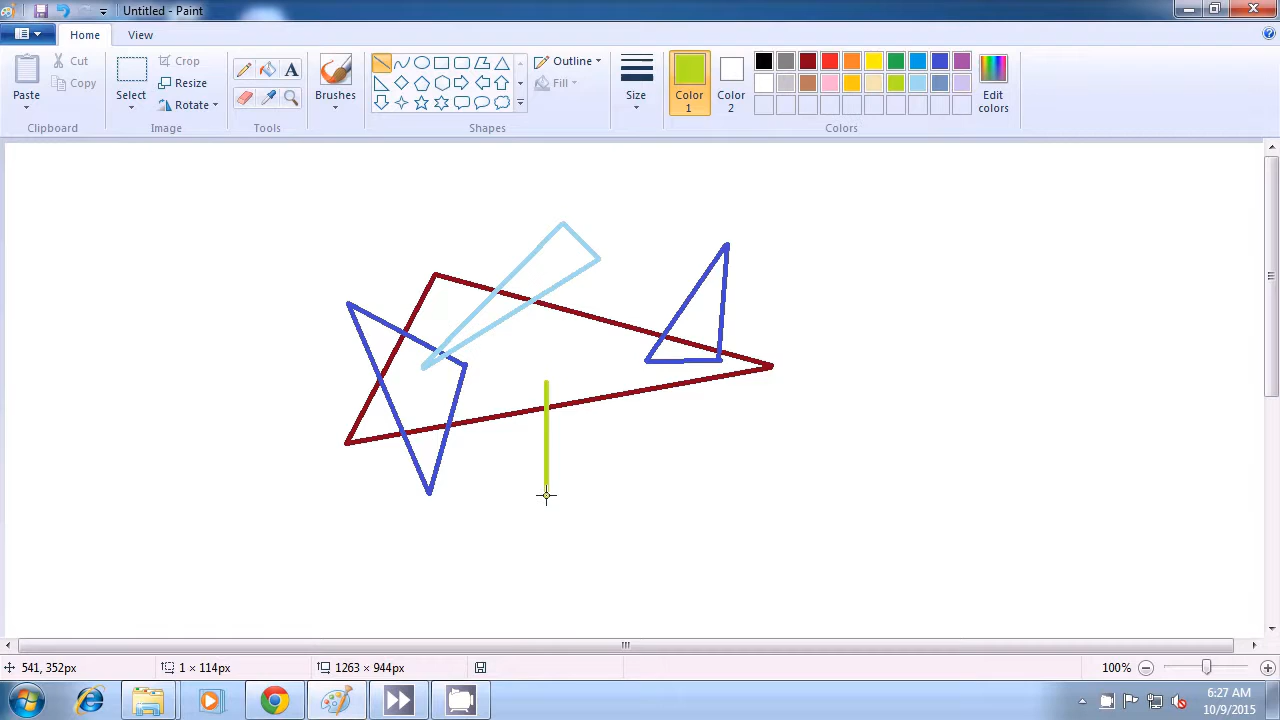 Untitled - Paint
Home
View
Paste
Cut
Copy
Clipboard
Select
Crop
Resize
Rotate
Image
A
Tools
Brushes
Shapes
Outline
Fill
Size
Color 1
Color 2
Edit colors
Colors
541, 352px
1 × 114px
1263 × 944px
100%
6:27 AM
10/9/2015